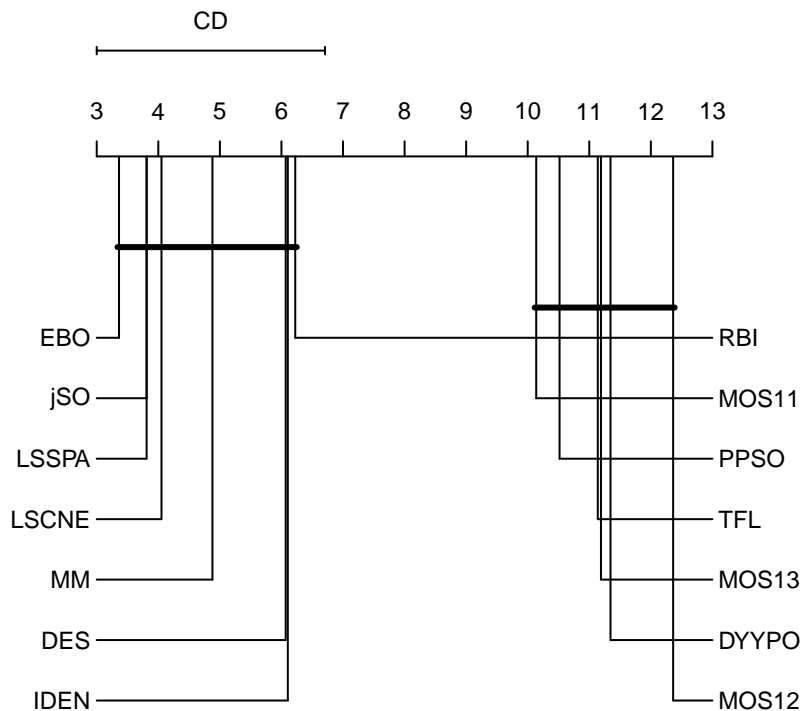 CD
3 4 5 6 7 8 9 10 11 12 13
EBO RBI
jSO MOS11
LSSPA PPSO
LSCNE TFL
MM MOS13
DES DYYPO
IDEN MOS12